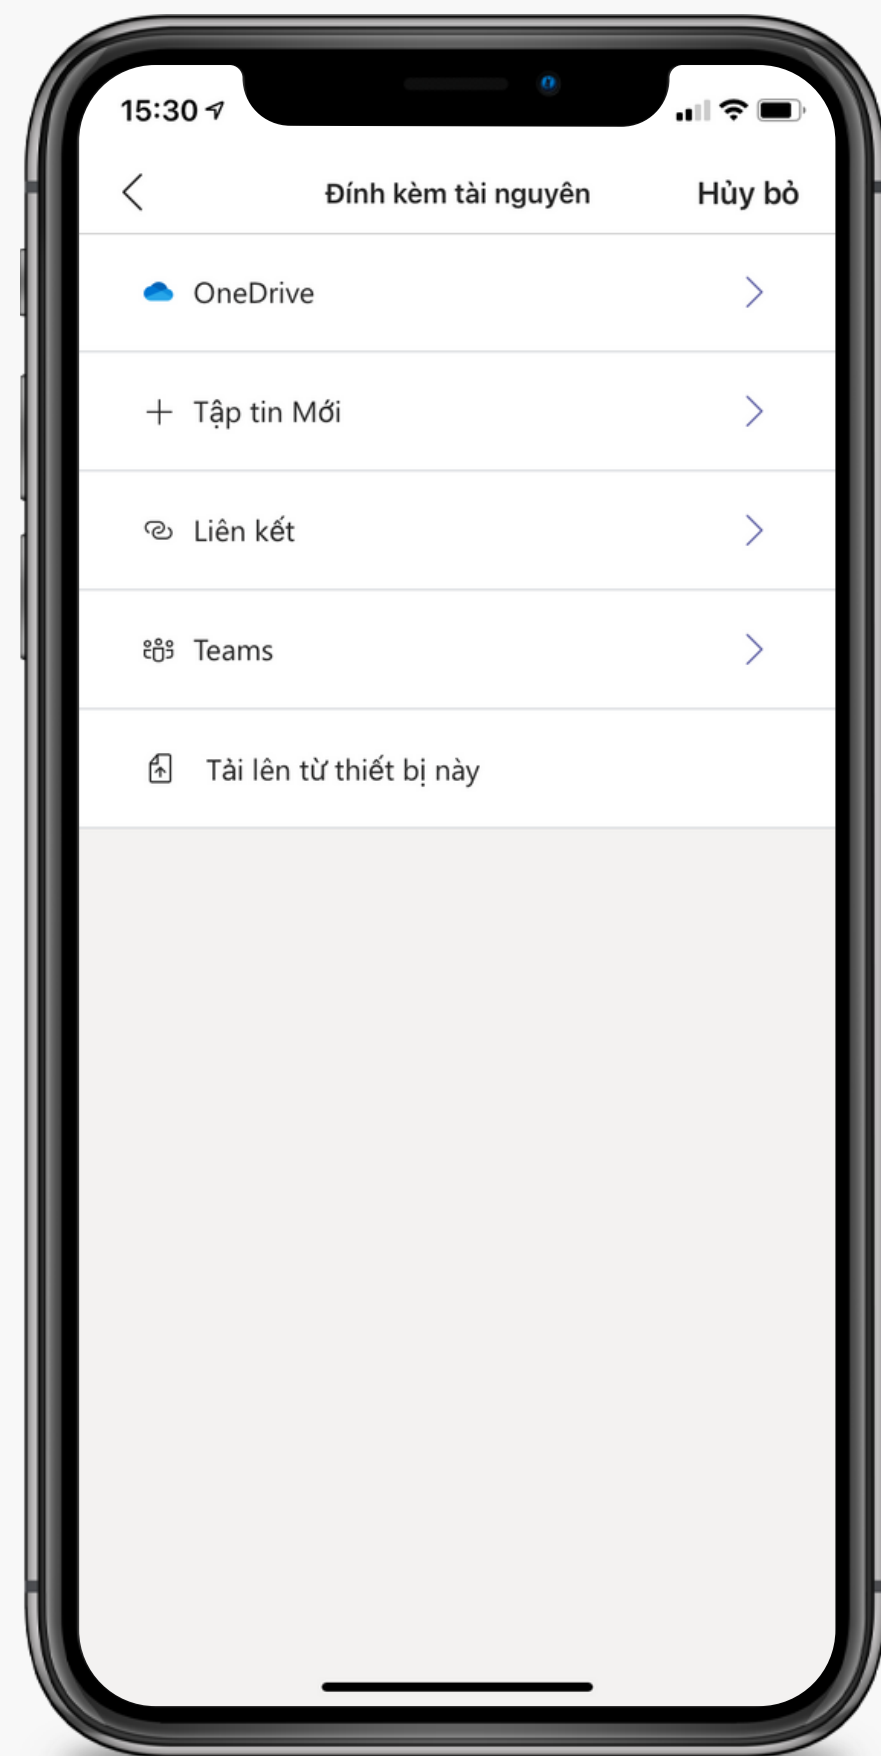 15:30
Đính kèm tài nguyên
Hủy bỏ
OneDrive
Tập tin Mới
Liên kết
Teams
Tải lên từ thiết bị này